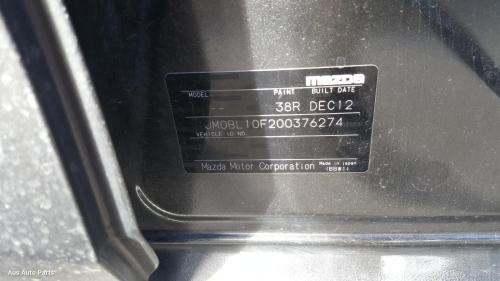 mazda
MODEL PAINT BUILT DATE
-- 38R DEC12
JM0BL10F200376274
VEHICLE ID NO.
Mazda Motor Corporation Made in Japan
(BBW1)
Aus Auto Parts